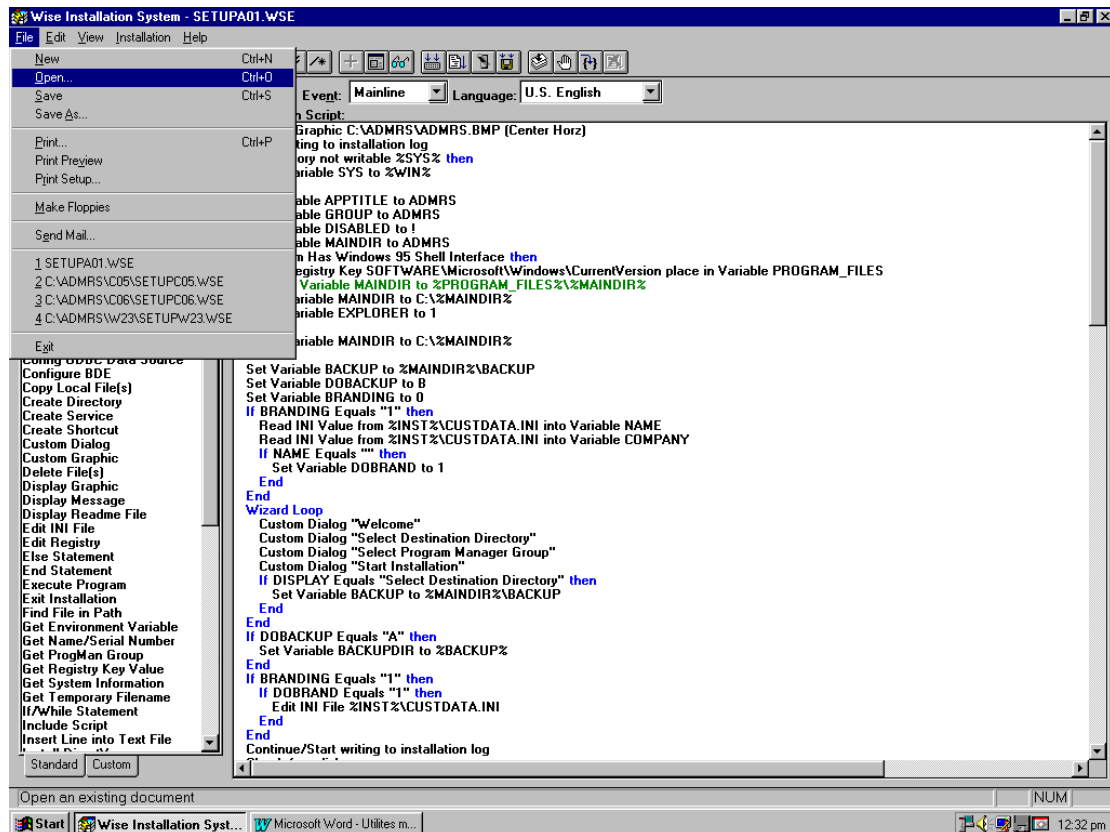 Wise Installation System - SETUPA01.WSE
File Edit View Installation Help
New Ctrl+N
Open... Ctrl+O
Save Ctrl+S
Save As...
Print... Ctrl+P
Print Preview
Print Setup...
Make Floppies
Send Mail...
1 SETUPA01.WSE
2 C:\ADMRS\C05\SETUPC05.WSE
3 C:\ADMRS\C06\SETUPC06.WSE
4 C:\ADMRS\W23\SETUPW23.WSE
Exit
Event: Mainline Language: U.S. English
Script:
Graphic C:\ADMRS\ADMRS.BMP (Center Horz)
to installation log
not writable %SYS% then
SYS to %WIN%
APPTITLE to ADMRS
GROUP to ADMRS
DISABLED to !
MAINDIR to ADMRS
Has Windows 95 Shell Interface then
Key SOFTWARE\Microsoft\Windows\CurrentVersion place in Variable PROGRAM_FILES
Variable MAINDIR to %PROGRAM_FILES%\%MAINDIR%
MAINDIR to C:\%MAINDIR%
EXPLORER to 1
MAINDIR to C:\%MAINDIR%
Set Variable BACKUP to %MAINDIR%\BACKUP
Set Variable DOBACKUP to B
Set Variable BRANDING to 0
If BRANDING Equals "1" then
Read INI Value from %INST%\CUSTDATA.INI into Variable NAME
Read INI Value from %INST%\CUSTDATA.INI into Variable COMPANY
If NAME Equals "" then
Set Variable DOBRAND to 1
End
End
Wizard Loop
Custom Dialog "Welcome"
Custom Dialog "Select Destination Directory"
Custom Dialog "Select Program Manager Group"
Custom Dialog "Start Installation"
If DISPLAY Equals "Select Destination Directory" then
Set Variable BACKUP to %MAINDIR%\BACKUP
End
End
If DOBACKUP Equals "A" then
Set Variable BACKUPDIR to %BACKUP%
End
If BRANDING Equals "1" then
If DOBRAND Equals "1" then
Edit INI File %INST%\CUSTDATA.INI
End
End
Continue/Start writing to installation log
Config ODBC Data Source
Configure BDE
Copy Local File(s)
Create Directory
Create Service
Create Shortcut
Custom Dialog
Custom Graphic
Delete File(s)
Display Graphic
Display Message
Display Readme File
Edit INI File
Edit Registry
Else Statement
End Statement
Execute Program
Exit Installation
Find File in Path
Get Environment Variable
Get Name/Serial Number
Get ProgMan Group
Get Registry Key Value
Get System Information
Get Temporary Filename
If/While Statement
Include Script
Insert Line into Text File
Standard Custom
Open an existing document NUM
Start Wise Installation Syst... Microsoft Word - Utilites m... 12:32 pm